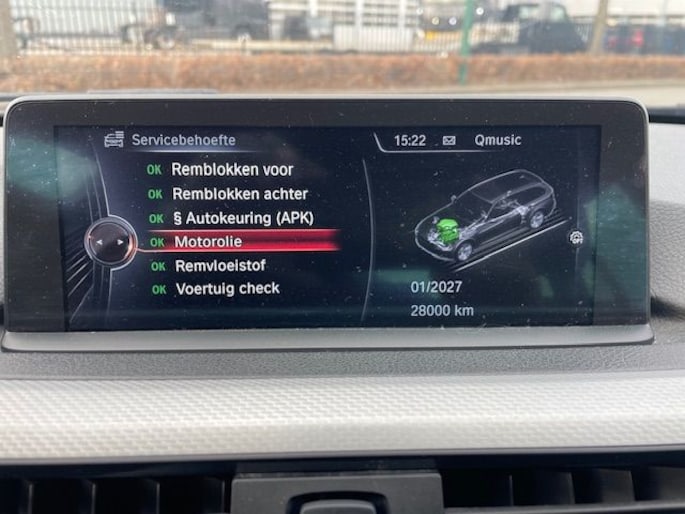 Servicebehoefte
15:22 Qmusic
OK Remblokken voor
OK Remblokken achter
OK § Autokeuring (APK)
OK Motorolie
OK Remvloeistof
OK Voertuig check
01/2027
28000 km